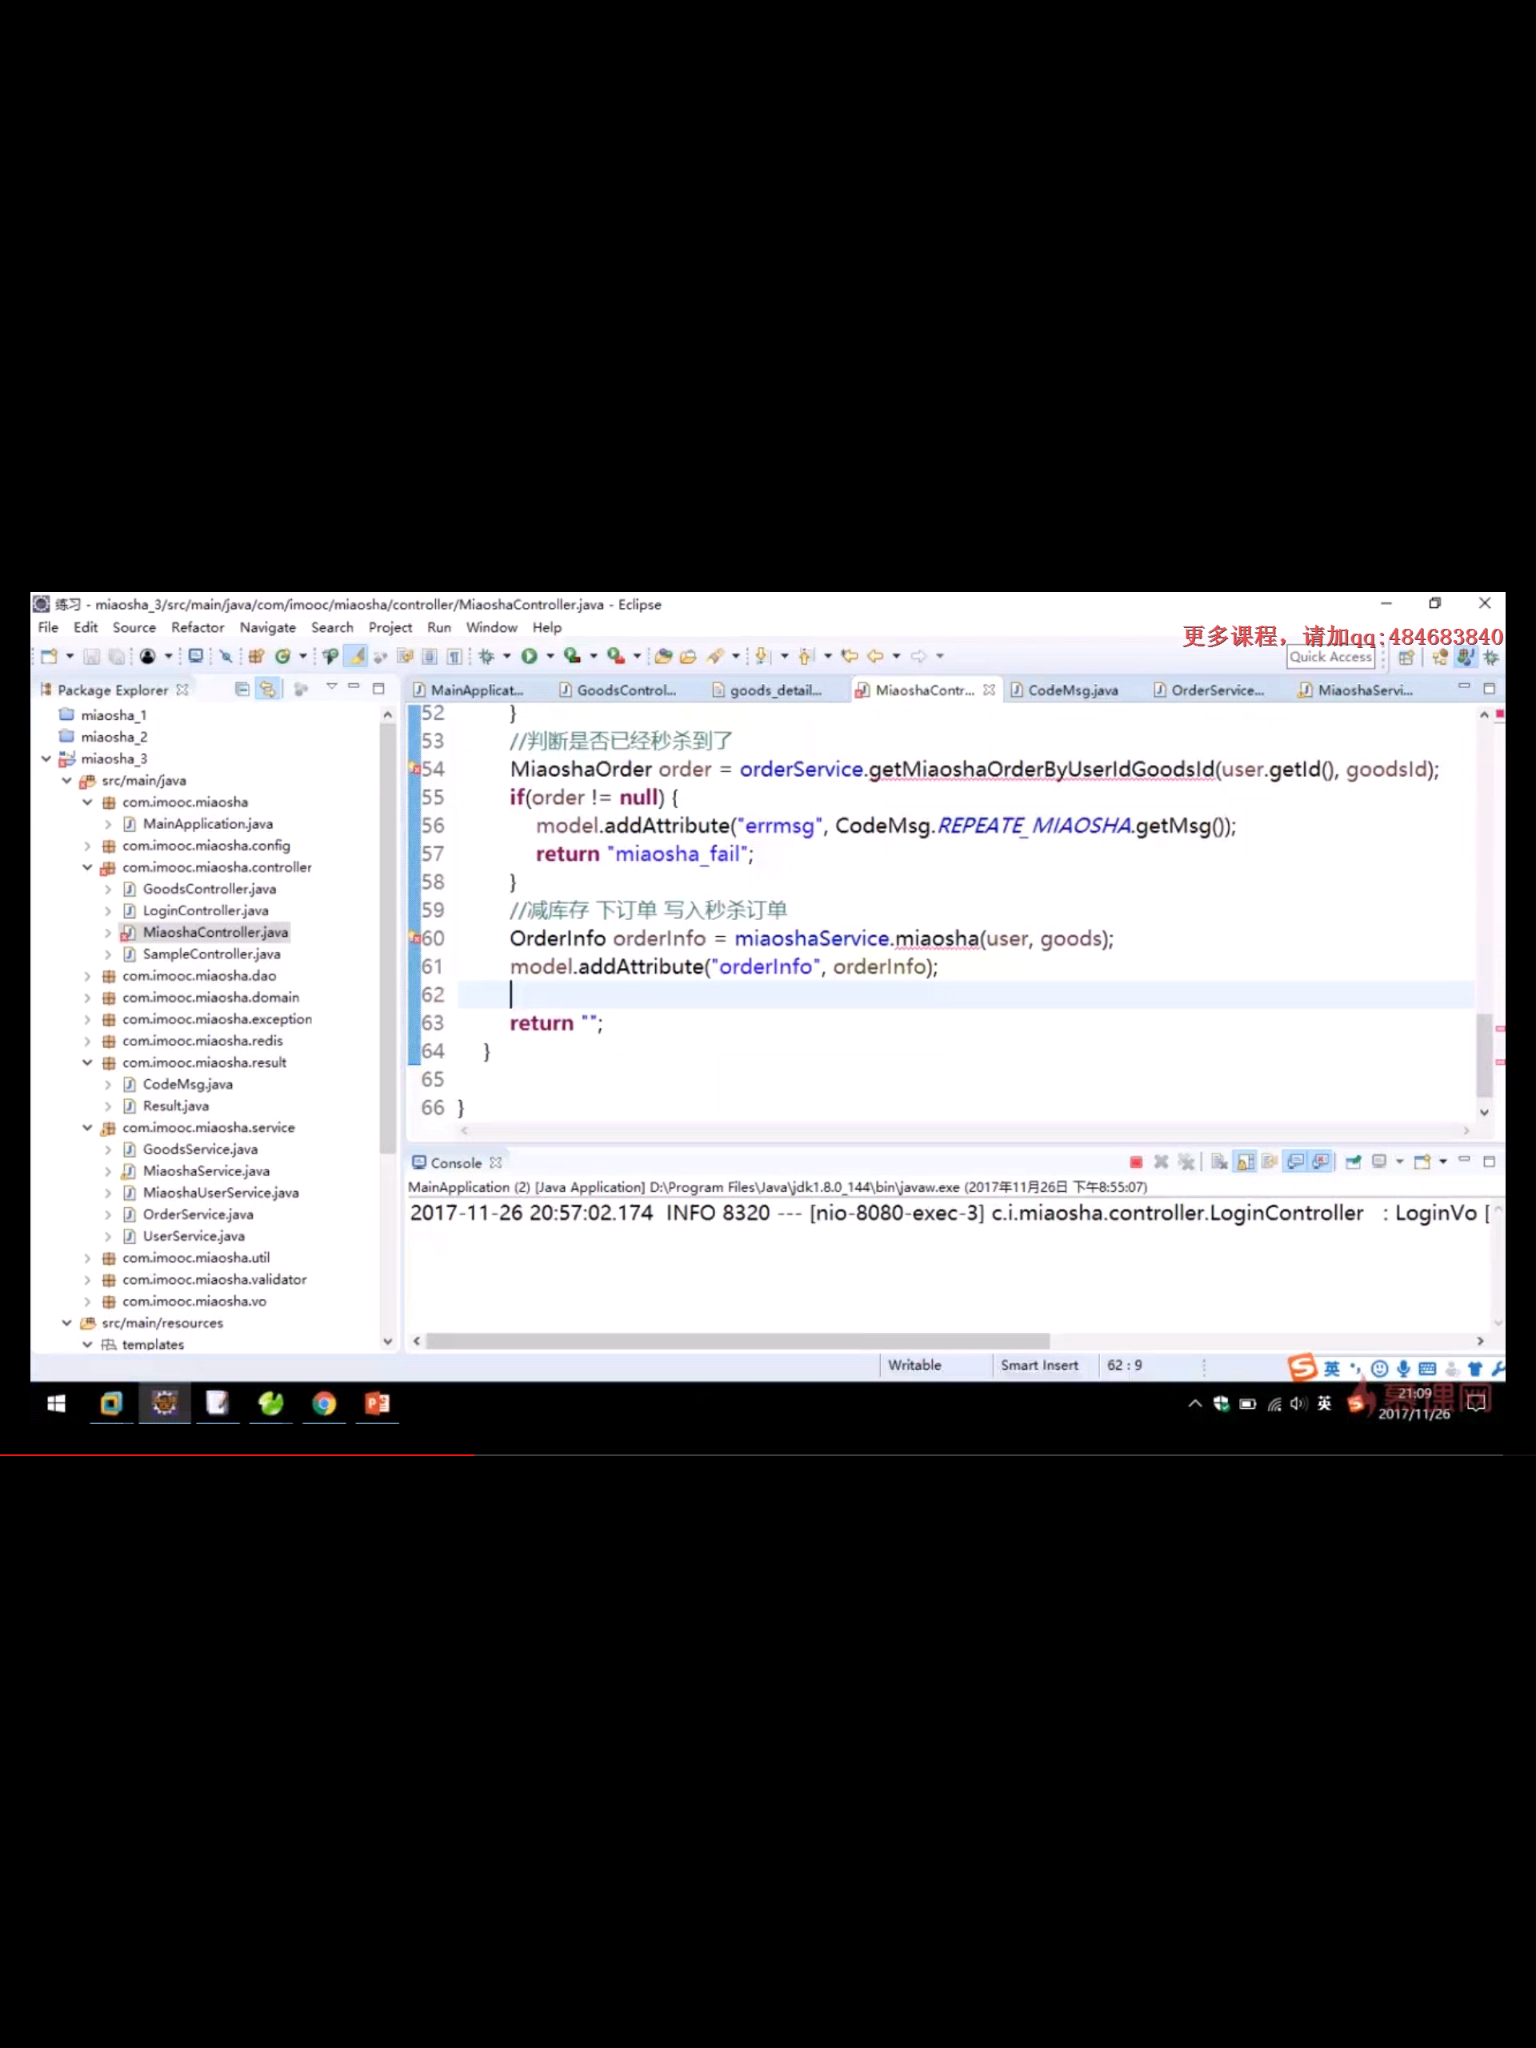 练习 - miaosha_3/src/main/java/com/imooc/miaosha/controller/MiaoshaController.java - Eclipse
File Edit Source Refactor Navigate Search Project Run Window Help
更多课程，请加qq:484683840
Quick Access
Package Explorer
MainApplicat... GoodsControl... goods_detail... MiaoshaContr... CodeMsg.java OrderService... MiaoshaServi...
miaosha_1
miaosha_2
miaosha_3
src/main/java
com.imooc.miaosha
MainApplication.java
com.imooc.miaosha.config
com.imooc.miaosha.controller
GoodsController.java
LoginController.java
MiaoshaController.java
SampleController.java
com.imooc.miaosha.dao
com.imooc.miaosha.domain
com.imooc.miaosha.exception
com.imooc.miaosha.redis
com.imooc.miaosha.result
CodeMsg.java
Result.java
com.imooc.miaosha.service
GoodsService.java
MiaoshaService.java
MiaoshaUserService.java
OrderService.java
UserService.java
com.imooc.miaosha.util
com.imooc.miaosha.validator
com.imooc.miaosha.vo
src/main/resources
templates
52 }
53 //判断是否已经秒杀到了
54 MiaoshaOrder order = orderService.getMiaoshaOrderByUserIdGoodsId(user.getId(), goodsId);
55 if(order != null) {
56 model.addAttribute("errmsg", CodeMsg.REPEATE_MIAOSHA.getMsg());
57 return "miaosha_fail";
58 }
59 //减库存 下订单 写入秒杀订单
60 OrderInfo orderInfo = miaoshaService.miaosha(user, goods);
61 model.addAttribute("orderInfo", orderInfo);
62
63 return "";
64 }
65
66 }
Console
MainApplication (2) [Java Application] D:\Program Files\Java\jdk1.8.0_144\bin\javaw.exe (2017年11月26日 下午8:55:07)
2017-11-26 20:57:02.174 INFO 8320 --- [nio-8080-exec-3] c.i.miaosha.controller.LoginController : LoginVo [
Writable Smart Insert 62 : 9
英
英 21:09
2017/11/26
慕课网